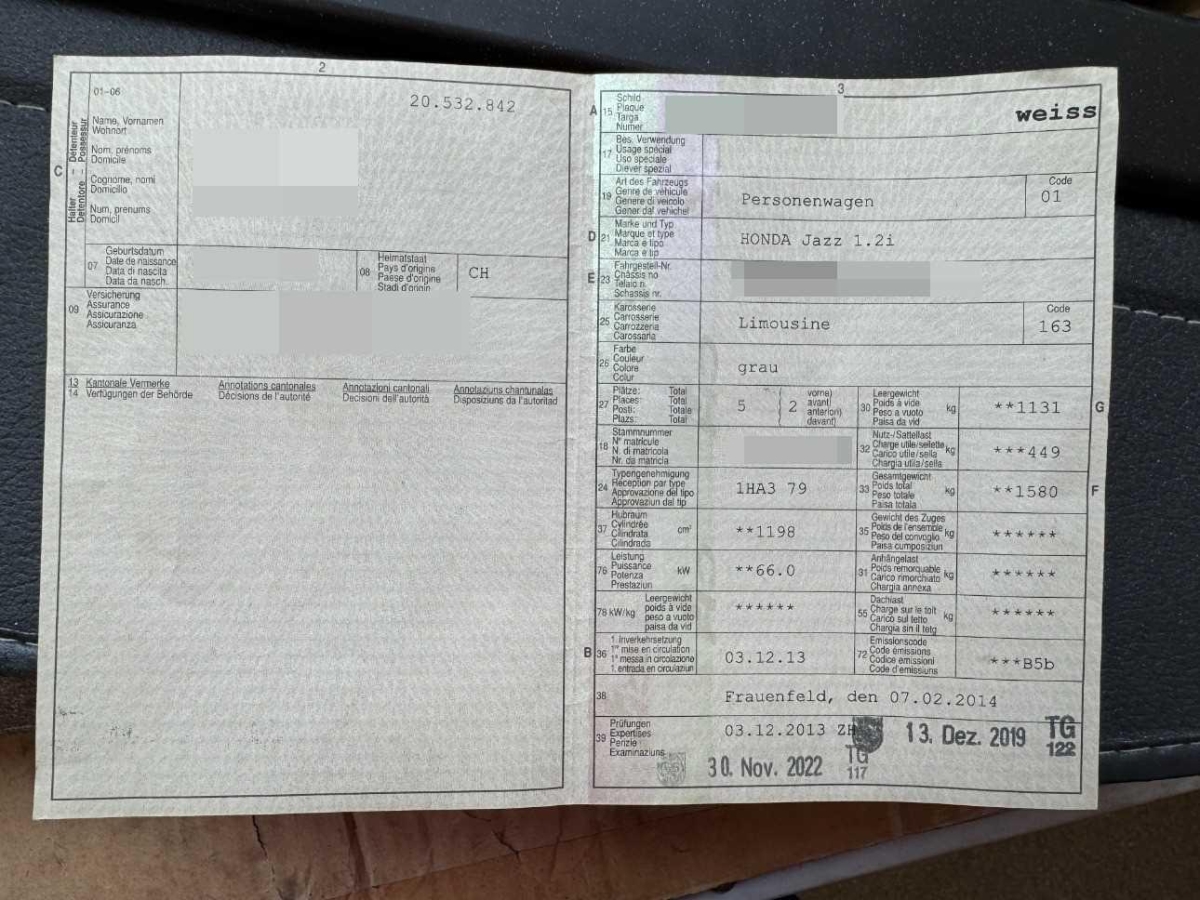 2
01-06
20.532.842
C
Halter - Détenteur
Detentore - Possessur
Name, Vornamen
Wohnort
Nom, prénoms
Domicile
Cognome, nomi
Domicilio
Num, prenums
Domicil
07
Geburtsdatum
Date de naissance
Data di nascita
Data da nasch.
08
Heimatstaat
Pays d'origine
Paese d'origine
Stadi d'origin
CH
09
Versicherung
Assurance
Assicurazione
Assicuranza
13 Kantonale Vermerke Annotations cantonales Annotazioni cantonali Annotaziuns chantunalas
14 Verfügungen der Behörde Décisions de l'autorité Decisioni dell'autorità Disposiziuns da l'autoritad
3
A 15
Schild
Plaque
Targa
Numer
weiss
17
Bes. Verwendung
Usage spécial
Uso speciale
Diever spezial
19
Art des Fahrzeugs
Genre de véhicule
Genere di veicolo
Gener dal vehichel
Personenwagen
Code
01
D 21
Marke und Typ
Marque et type
Marca e tipo
Marca e tip
HONDA Jazz 1.2i
E 23
Fahrgestell-Nr.
Châssis no
Telaio n.
Schassis nr.
25
Karosserie
Carrosserie
Carrozzeria
Carossaria
Limousine
Code
163
26
Farbe
Couleur
Colore
Colur
grau
27
Plätze: Total
Places: Total
Posti: Totale
Plazs: Total
5
2
vorne)
avant)
anteriori)
davant)
30
Leergewicht
Poids à vide
Peso a vuoto
Paisa da vid
kg
**1131
G
18
Stammnummer
N° matricule
N. di matricola
Nr. da matricla
32
Nutz-/Sattellast
Charge utile/sellette
Carico utile/sella
Chargia utila/sella
kg
***449
24
Typengenehmigung
Réception par type
Approvazione del tipo
Approvaziun dal tip
1HA3 79
33
Gesamtgewicht
Poids total
Peso totale
Paisa totala
kg
**1580
F
37
Hubraum
Cylindrée
Cilindrata
Cilindrada
cm³
**1198
35
Gewicht des Zuges
Poids de l'ensemble
Peso del convoglio
Paisa cumposiziun
kg
******
76
Leistung
Puissance
Potenza
Prestaziun
kW
**66.0
31
Anhängelast
Poids remorquable
Carico rimorchiato
Chargia annexa
kg
******
78 kW/kg
Leergewicht
poids à vide
peso a vuoto
paisa da vid
******
55
Dachlast
Charge sur le toit
Carico sul tetto
Chargia sin il tetg
kg
******
B 36
1. Inverkehrsetzung
1re mise en circulation
1a messa in circolazione
1. entrada en circulaziun
03.12.13
72
Emissionscode
Code émissions
Codice emissioni
Code d'emissiuns
***B5b
38
Frauenfeld, den 07.02.2014
39
Prüfungen
Expertises
Perizie
Examinaziuns
03.12.2013 ZH
13. Dez. 2019
TG
122
30. Nov. 2022
TG
117